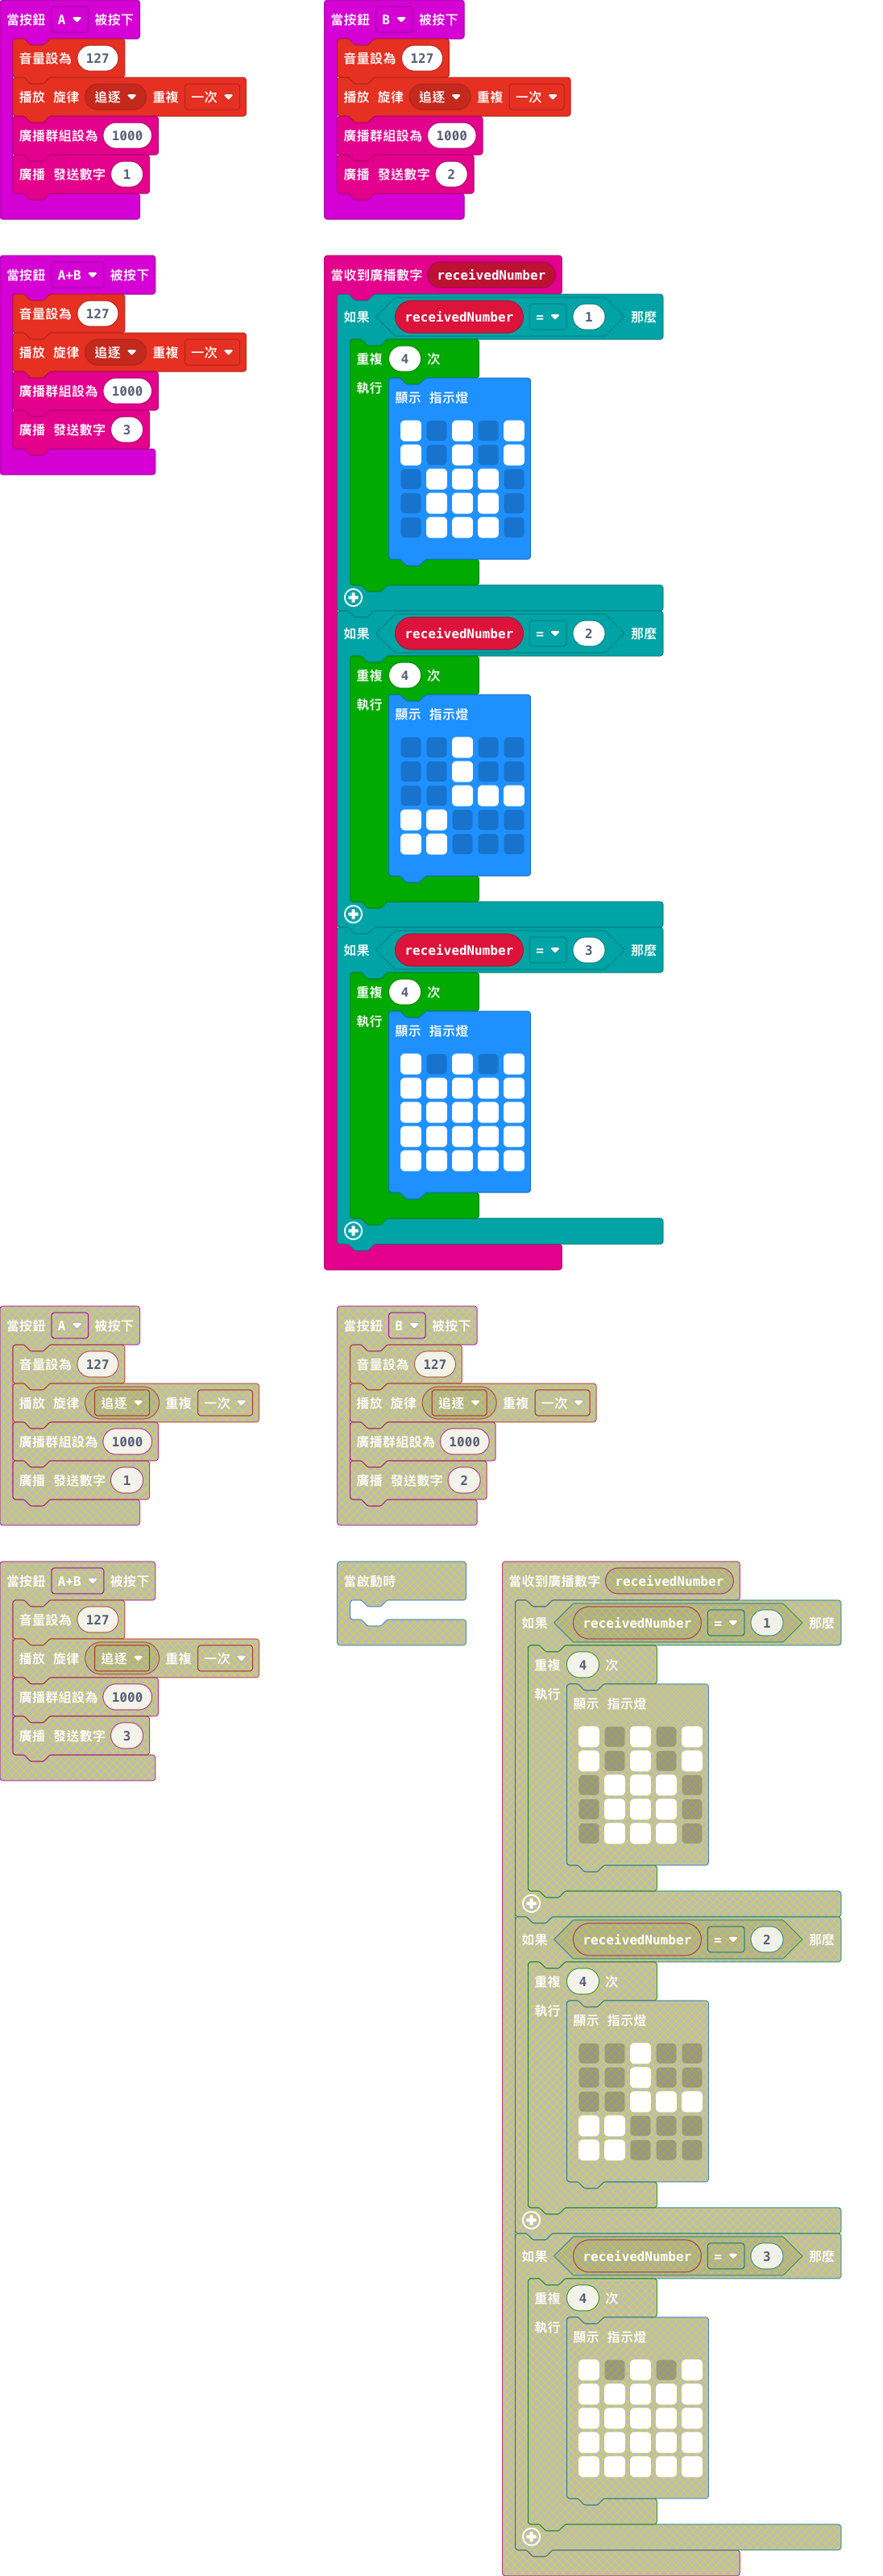 當按鈕 A 被按下
音量設為 127
播放 旋律 追逐 重複 一次
廣播群組設為 1000
廣播 發送數字 1
當按鈕 B 被按下
音量設為 127
播放 旋律 追逐 重複 一次
廣播群組設為 1000
廣播 發送數字 2
當按鈕 A+B 被按下
音量設為 127
播放 旋律 追逐 重複 一次
廣播群組設為 1000
廣播 發送數字 3
當收到廣播數字 receivedNumber
如果 receivedNumber = 1 那麼
重複 4 次
執行
顯示 指示燈
如果 receivedNumber = 2 那麼
重複 4 次
執行
顯示 指示燈
如果 receivedNumber = 3 那麼
重複 4 次
執行
顯示 指示燈
當按鈕 A 被按下
音量設為 127
播放 旋律 追逐 重複 一次
廣播群組設為 1000
廣播 發送數字 1
當按鈕 B 被按下
音量設為 127
播放 旋律 追逐 重複 一次
廣播群組設為 1000
廣播 發送數字 2
當按鈕 A+B 被按下
音量設為 127
播放 旋律 追逐 重複 一次
廣播群組設為 1000
廣播 發送數字 3
當啟動時
當收到廣播數字 receivedNumber
如果 receivedNumber = 1 那麼
重複 4 次
執行
顯示 指示燈
如果 receivedNumber = 2 那麼
重複 4 次
執行
顯示 指示燈
如果 receivedNumber = 3 那麼
重複 4 次
執行
顯示 指示燈